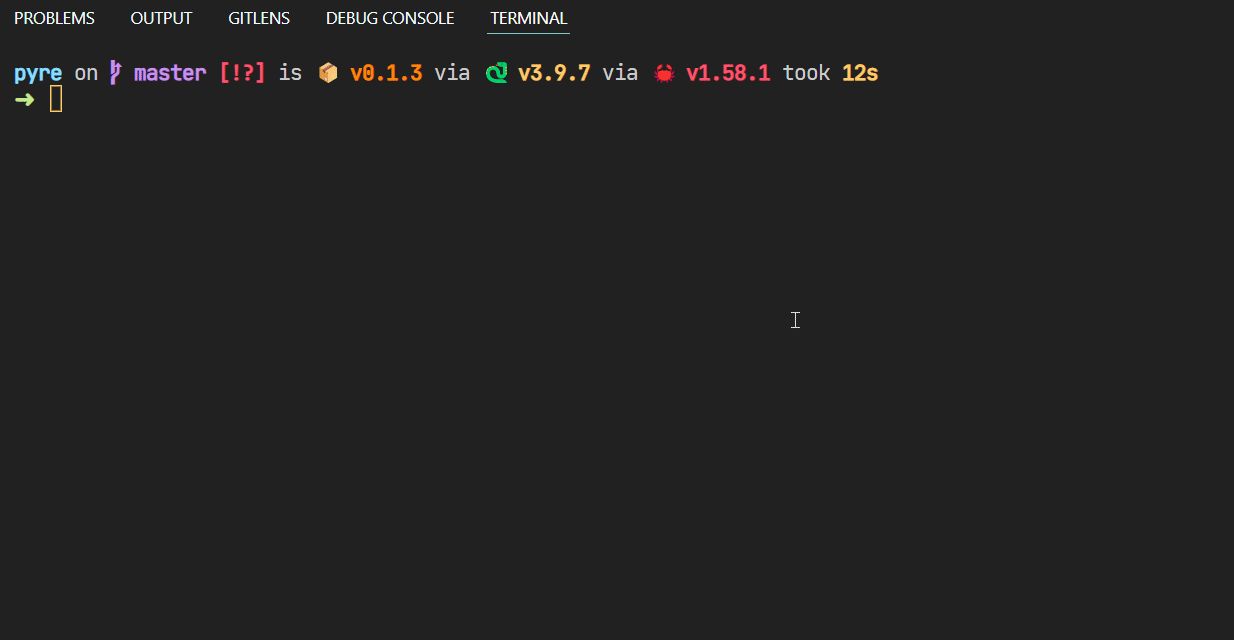 PROBLEMS OUTPUT GITLENS DEBUG CONSOLE TERMINAL
pyre on master [!?] is 📦 v0.1.3 via 🐍 v3.9.7 via 🦀 v1.58.1 took 12s
➜